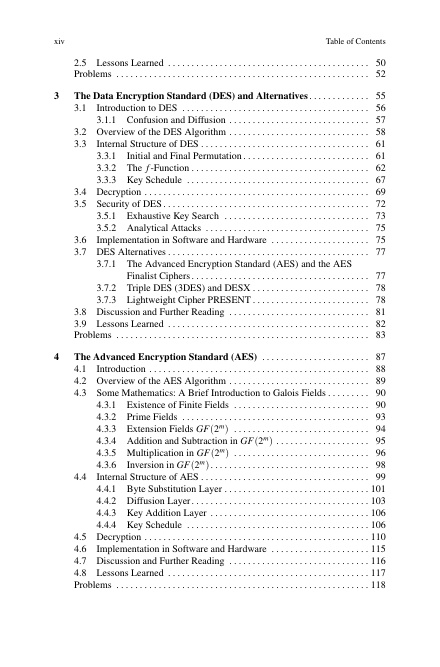 xiv Table of Contents
2.5 Lessons Learned . . . . . . . . . . . . . . . . . . . . 50
Problems . . . . . . . . . . . . . . . . . . . . 52
3 The Data Encryption Standard (DES) and Alternatives . . . . . . . . . . . . . 55
3.1 Introduction to DES . . . . . . . . . . . . . . . . . . . . 56
3.1.1 Confusion and Diffusion . . . . . . . . . . . . . . . . . . . . 57
3.2 Overview of the DES Algorithm . . . . . . . . . . . . . . . . . . . . 58
3.3 Internal Structure of DES . . . . . . . . . . . . . . . . . . . . 61
3.3.1 Initial and Final Permutation . . . . . . . . . . . . . . . . . . . . 61
3.3.2 The f-Function . . . . . . . . . . . . . . . . . . . . 62
3.3.3 Key Schedule . . . . . . . . . . . . . . . . . . . . 67
3.4 Decryption . . . . . . . . . . . . . . . . . . . . 69
3.5 Security of DES . . . . . . . . . . . . . . . . . . . . 72
3.5.1 Exhaustive Key Search . . . . . . . . . . . . . . . . . . . . 73
3.5.2 Analytical Attacks . . . . . . . . . . . . . . . . . . . . 75
3.6 Implementation in Software and Hardware . . . . . . . . . . . . . . . . . . . . 75
3.7 DES Alternatives . . . . . . . . . . . . . . . . . . . . 77
3.7.1 The Advanced Encryption Standard (AES) and the AES
Finalist Ciphers . . . . . . . . . . . . . . . . . . . . 77
3.7.2 Triple DES (3DES) and DESX . . . . . . . . . . . . . . . . . . . . 78
3.7.3 Lightweight Cipher PRESENT . . . . . . . . . . . . . . . . . . . . 78
3.8 Discussion and Further Reading . . . . . . . . . . . . . . . . . . . . 81
3.9 Lessons Learned . . . . . . . . . . . . . . . . . . . . 82
Problems . . . . . . . . . . . . . . . . . . . . 83
4 The Advanced Encryption Standard (AES) . . . . . . . . . . . . . . . . . . . . 87
4.1 Introduction . . . . . . . . . . . . . . . . . . . . 88
4.2 Overview of the AES Algorithm . . . . . . . . . . . . . . . . . . . . 89
4.3 Some Mathematics: A Brief Introduction to Galois Fields . . . . . . . . 90
4.3.1 Existence of Finite Fields . . . . . . . . . . . . . . . . . . . . 90
4.3.2 Prime Fields . . . . . . . . . . . . . . . . . . . . 93
4.3.3 Extension Fields GF(2^m) . . . . . . . . . . . . . . . . . . . . 94
4.3.4 Addition and Subtraction in GF(2^m) . . . . . . . . . . . . . . . . . . . . 95
4.3.5 Multiplication in GF(2^m) . . . . . . . . . . . . . . . . . . . . 96
4.3.6 Inversion in GF(2^m) . . . . . . . . . . . . . . . . . . . . 98
4.4 Internal Structure of AES . . . . . . . . . . . . . . . . . . . . 99
4.4.1 Byte Substitution Layer . . . . . . . . . . . . . . . . . . . . 101
4.4.2 Diffusion Layer . . . . . . . . . . . . . . . . . . . . 103
4.4.3 Key Addition Layer . . . . . . . . . . . . . . . . . . . . 106
4.4.4 Key Schedule . . . . . . . . . . . . . . . . . . . . 106
4.5 Decryption . . . . . . . . . . . . . . . . . . . . 110
4.6 Implementation in Software and Hardware . . . . . . . . . . . . . . . . . . . . 115
4.7 Discussion and Further Reading . . . . . . . . . . . . . . . . . . . . 116
4.8 Lessons Learned . . . . . . . . . . . . . . . . . . . . 117
Problems . . . . . . . . . . . . . . . . . . . . 118